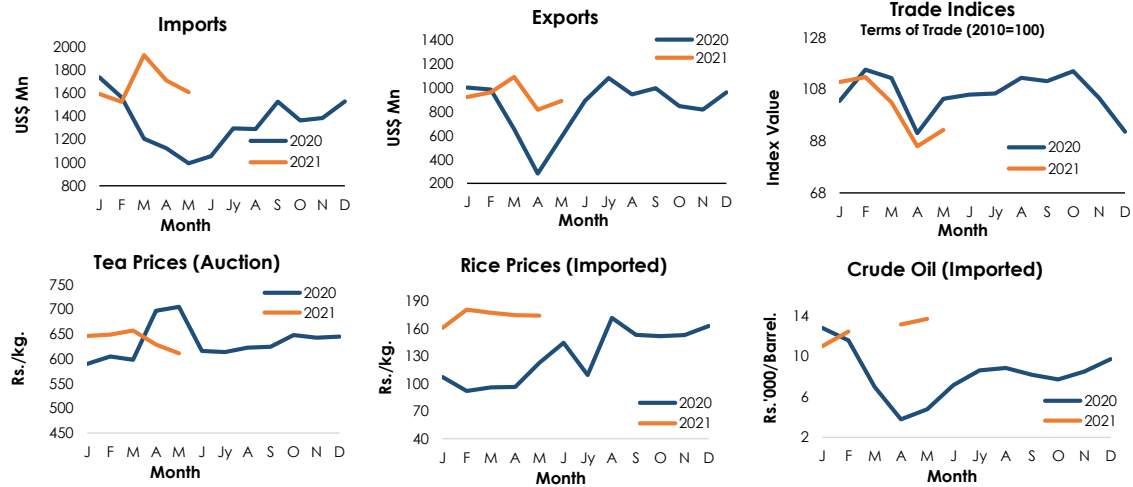 Imports
US$ Mn
2000
1800
1600
1400
1200
1000
800
2020
2021
J F M A M J Jy A S O N D
Month
Exports
US$ Mn
1400
1200
1000
800
600
400
200
2020
2021
J F M A M J Jy A S O N D
Month
Trade Indices
Terms of Trade (2010=100)
Index Value
128
108
88
68
2020
2021
J F M A M J Jy A S O N D
Month
Tea Prices (Auction)
Rs./kg.
750
700
650
600
550
500
450
2020
2021
J F M A M J Jy A S O N D
Month
Rice Prices (Imported)
Rs./kg.
190
160
130
100
70
40
2020
2021
J F M A M J Jy A S O N D
Month
Crude Oil (Imported)
Rs.'000/Barrel.
14
10
6
2
2020
2021
J F M A M J Jy A S O N D
Month